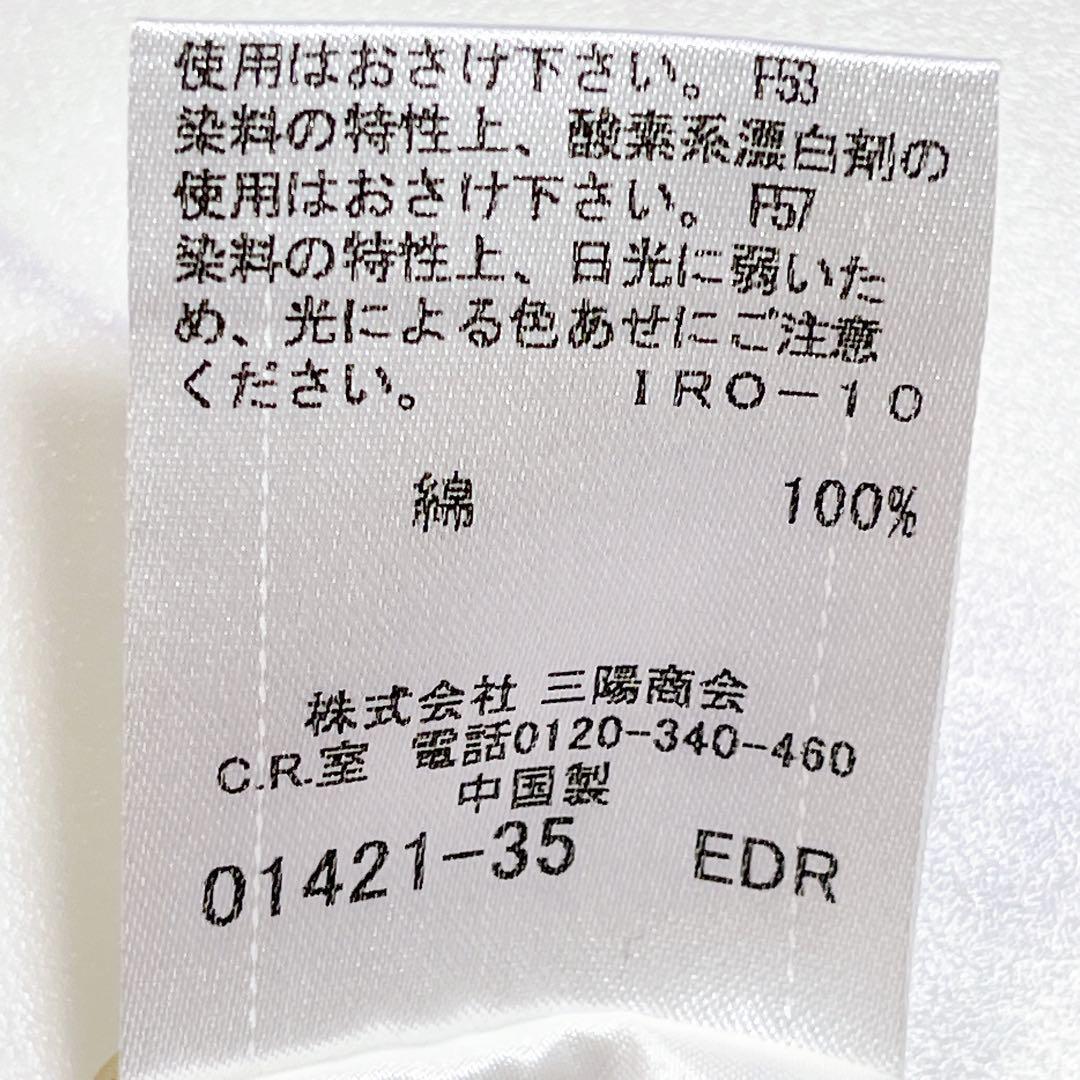 使用はおさけ下さい。 F53
染料の特性上、酸素系漂白剤の
使用はおさけ下さい。 F57
染料の特性上、日光に弱いた
め、光による色あせにご注意
ください。 IRO-10
綿 100%
株式会社 三陽商会
C.R.室 電話0120-340-460
中国製
01421-35 EDR